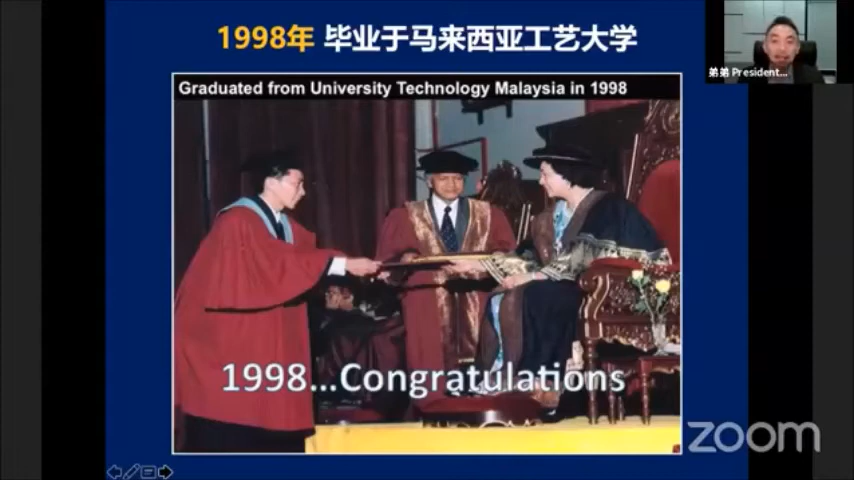 1998年 毕业于马来西亚工艺大学
弟弟 President...
Graduated from University Technology Malaysia in 1998
1998...Congratulations
zoom